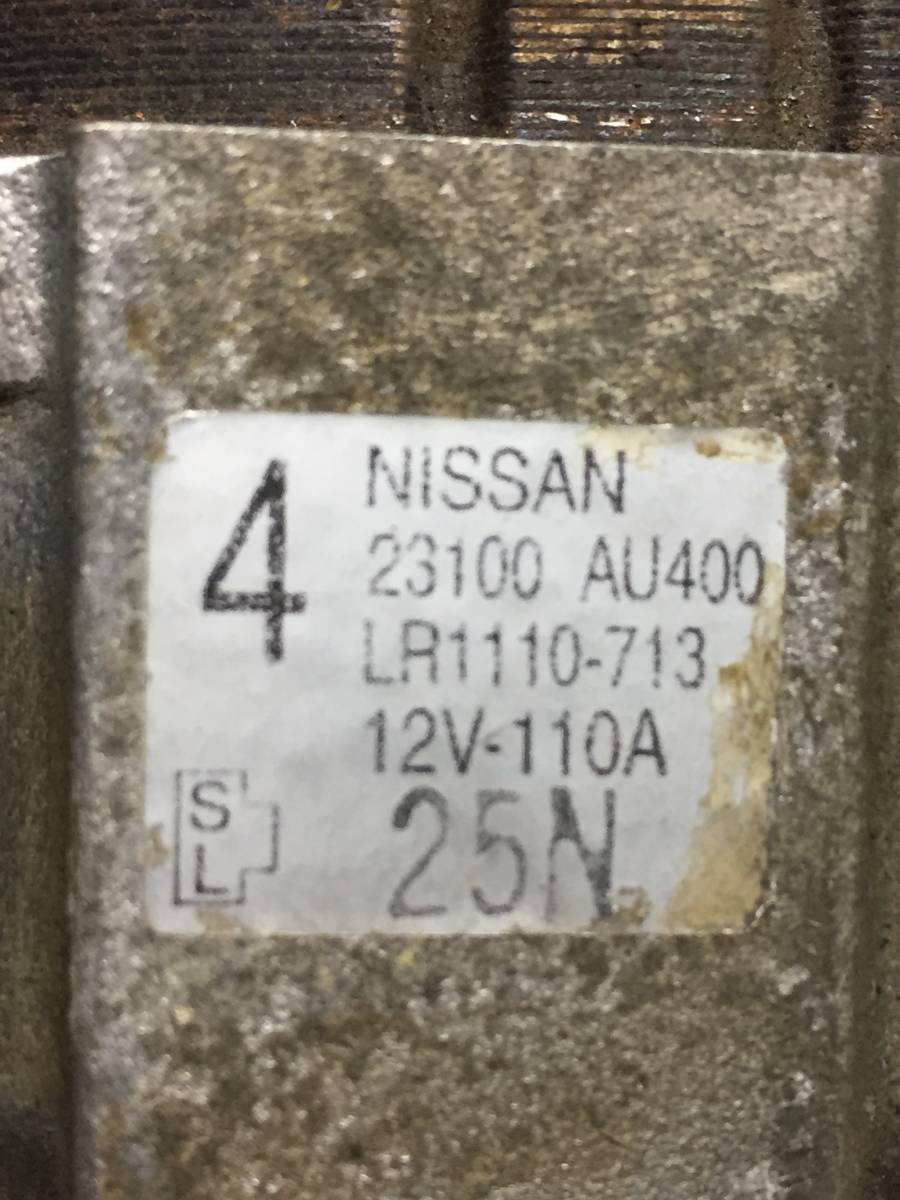 4
NISSAN
23100 AU400
LR1110-713
12V-110A
25N
S
L